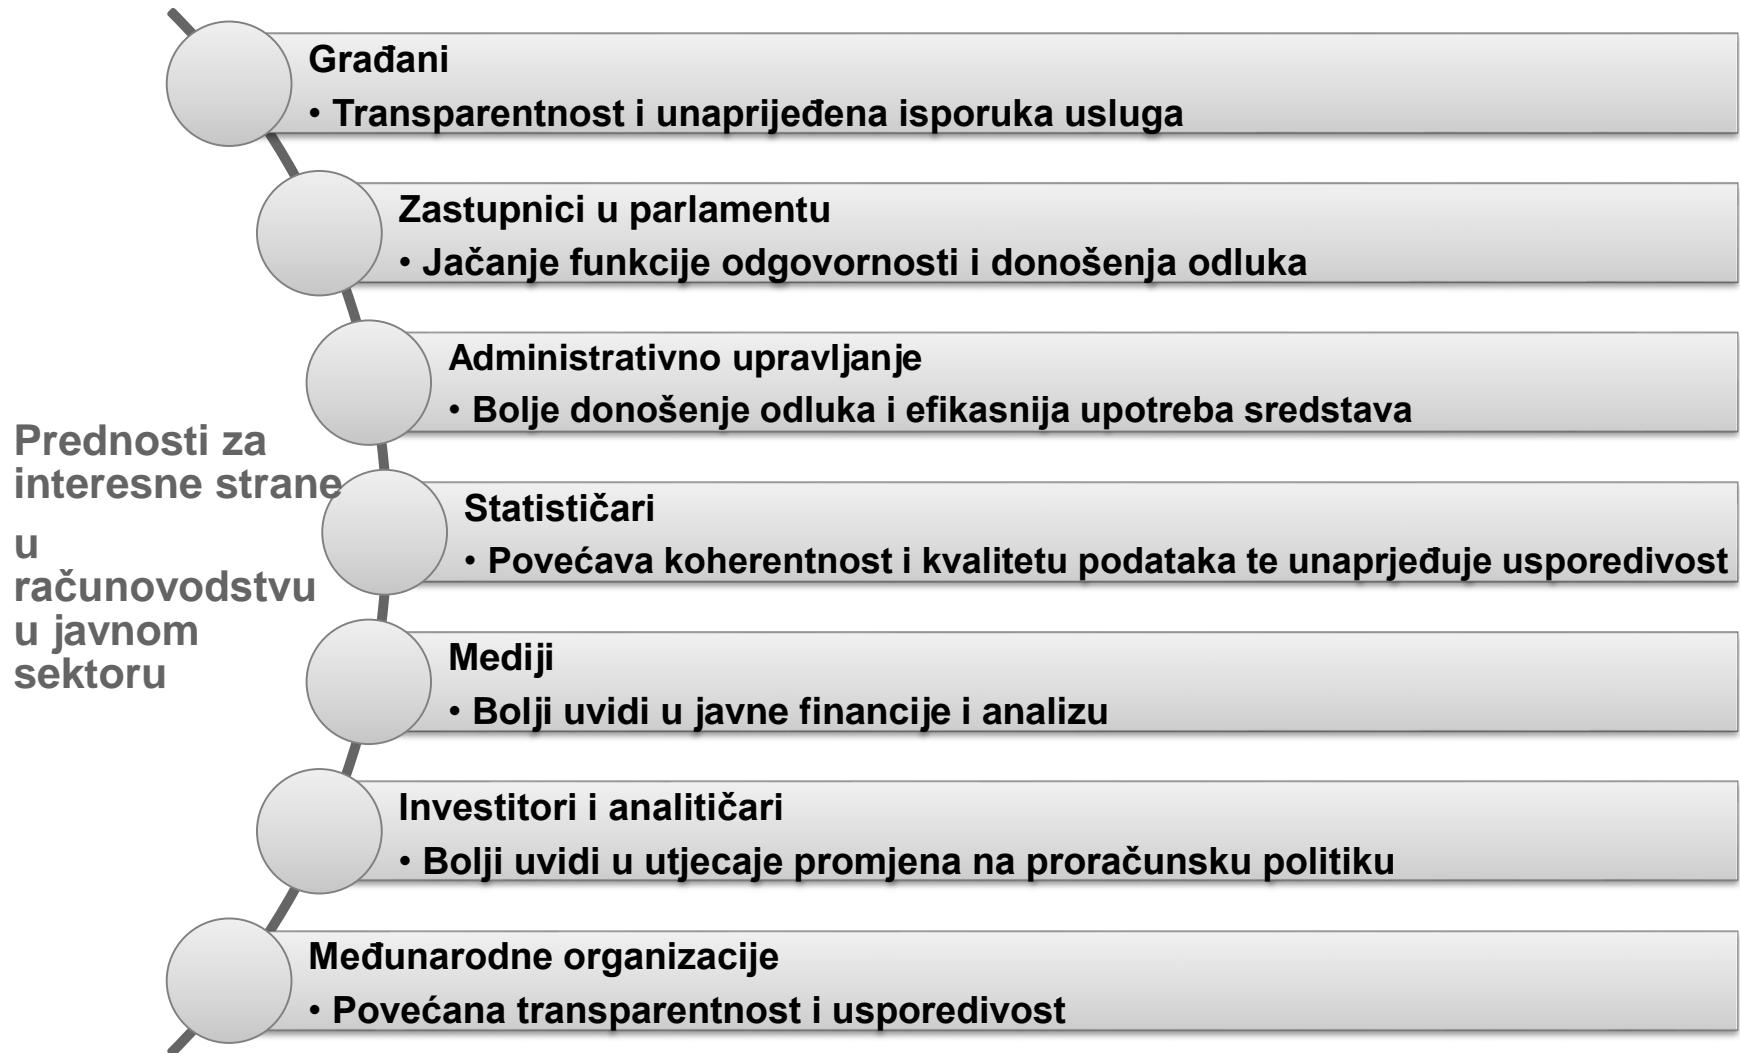 Građani
• Transparentnost i unaprijeđena isporuka usluga
Zastupnici u parlamentu
• Jačanje funkcije odgovornosti i donošenja odluka
Administrativno upravljanje
• Bolje donošenje odluka i efikasnija upotreba sredstava
Prednosti za
interesne strane
u
računovodstvu
u javnom
sektoru
Statističari
• Povećava koherentnost i kvalitetu podataka te unaprjeđuje usporedivost
Mediji
• Bolji uvidi u javne financije i analizu
Investitori i analitičari
• Bolji uvidi u utjecaje promjena na proračunsku politiku
Međunarodne organizacije
• Povećana transparentnost i usporedivost